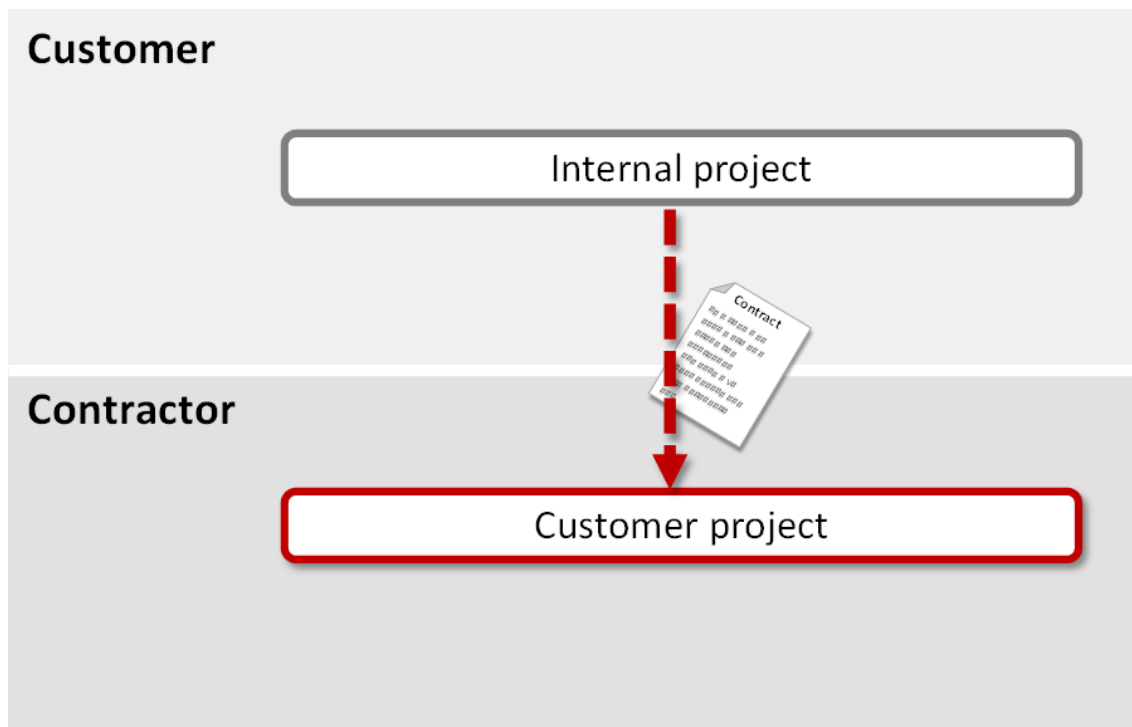 Customer
Internal project
Contract
Contractor
Customer project